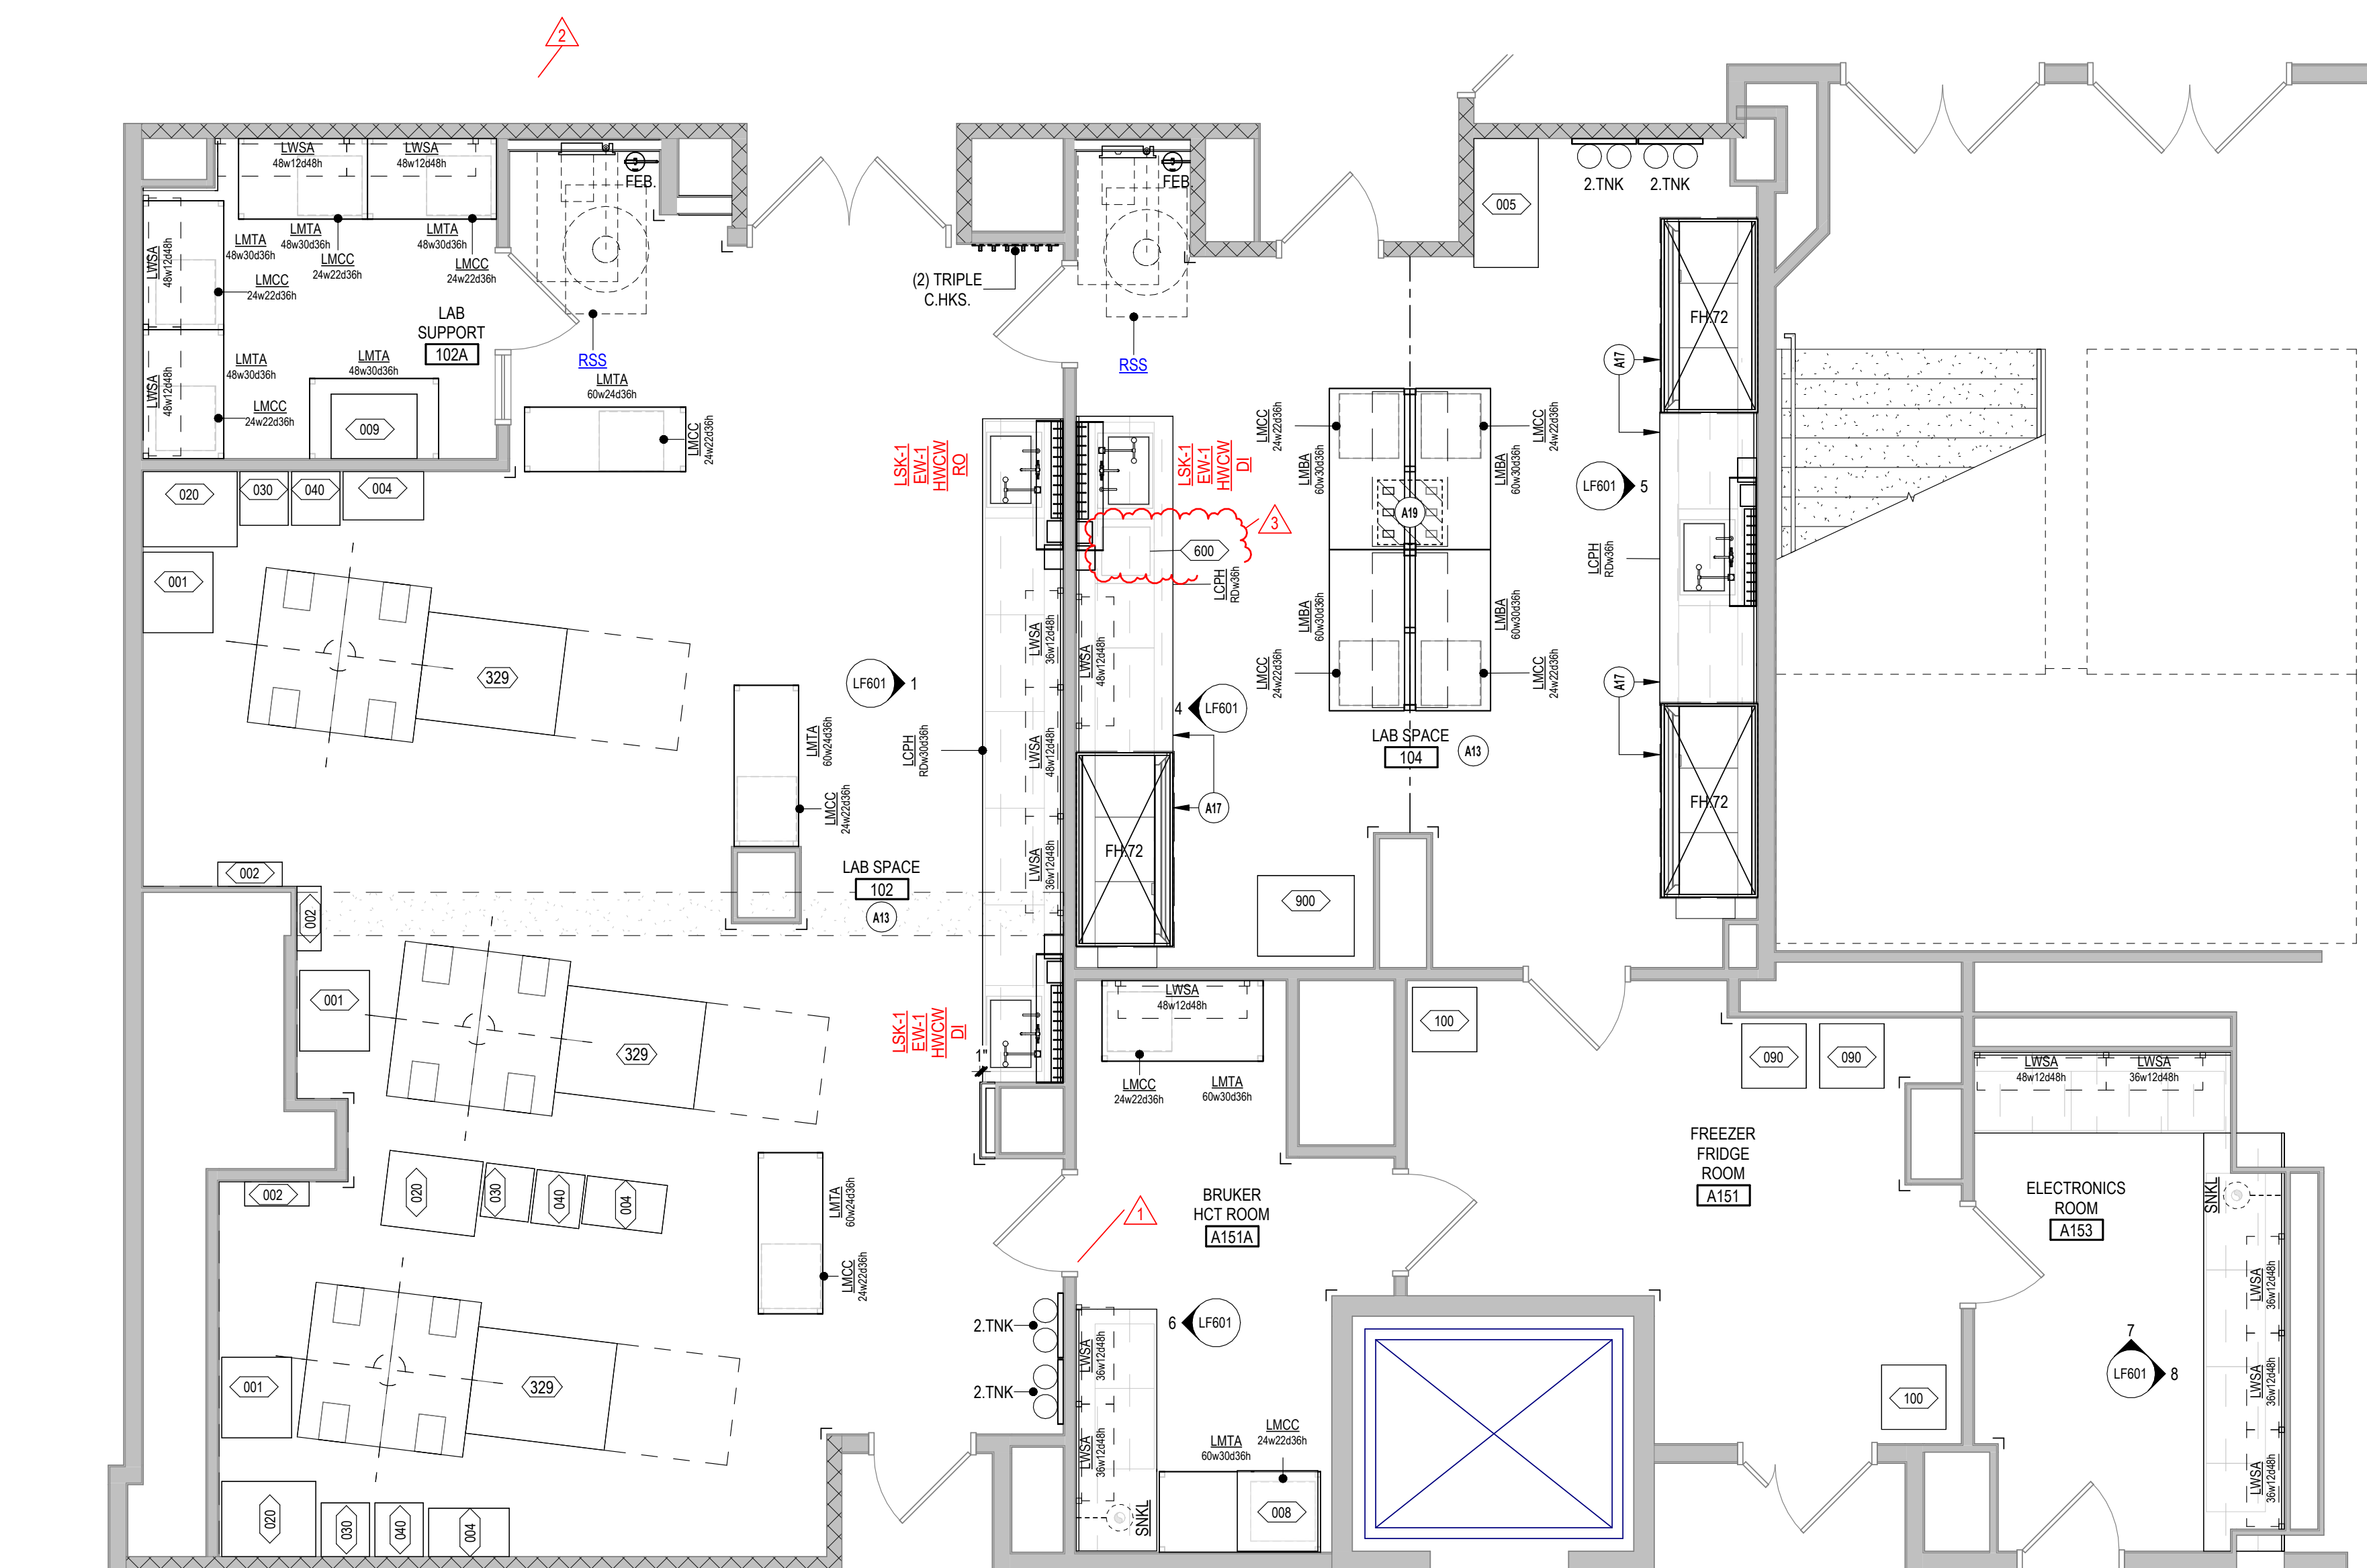 2
LWSA
48w12d48h
LWSA
48w12d48h
FEB.
FEB.
2.TNK
2.TNK
005
LMTA
48w30d36h
LMTA
48w30d36h
LMTA
48w30d36h
LMCC
24w22d36h
LMCC
24w22d36h
LMCC
24w22d36h
LWSA
48w12d48h
(2) TRIPLE
C.HKS.
LAB
SUPPORT
102A
RSS
RSS
FH.72
A17
LWSA
48w12d48h
LMTA
48w30d36h
LMTA
48w30d36h
LMCC
24w22d36h
009
LMTA
60w24d36h
LMCC
24w22d36h
LSK-1
EW-1
HWCW
RO
LSK-1
EW-1
HWCW
DI
LMCC
24w22d36h
LMCC
24w22d36h
LMBA
60w30d36h
LMBA
60w30d36h
LF601
5
020
030
040
004
A19
3
600
LCPH
RDw36h
LCPH
RDw36h
001
LWSA
36w12d48h
LWSA
48w12d48h
LMBA
60w30d36h
LMBA
60w30d36h
LMCC
24w22d36h
LMCC
24w22d36h
A17
329
LF601
1
4
LF601
LMTA
60w24d36h
LMCC
24w22d36h
LCPH
RDw30d36h
LWSA
48w12d48h
LAB SPACE
104
A13
A17
FH.72
FH.72
LWSA
36w12d48h
002
LAB SPACE
102
A13
002
900
001
329
LSK-1
EW-1
HWCW
DI
1"
LWSA
48w12d48h
LMCC
24w22d36h
LMTA
60w30d36h
100
090
090
LWSA
48w12d48h
LWSA
36w12d48h
FREEZER
FRIDGE
ROOM
A151
002
020
030
040
004
LMTA
60w24d36h
LMCC
24w22d36h
BRUKER
HCT ROOM
A151A
1
ELECTRONICS
ROOM
A153
SNKL
LWSA
36w12d48h
2.TNK
2.TNK
6
LF601
LWSA
36w12d48h
7
LF601
8
LWSA
36w12d48h
001
329
100
LMCC
24w22d36h
LMTA
60w30d36h
LWSA
36w12d48h
LWSA
36w12d48h
020
030
040
004
SNKL
008